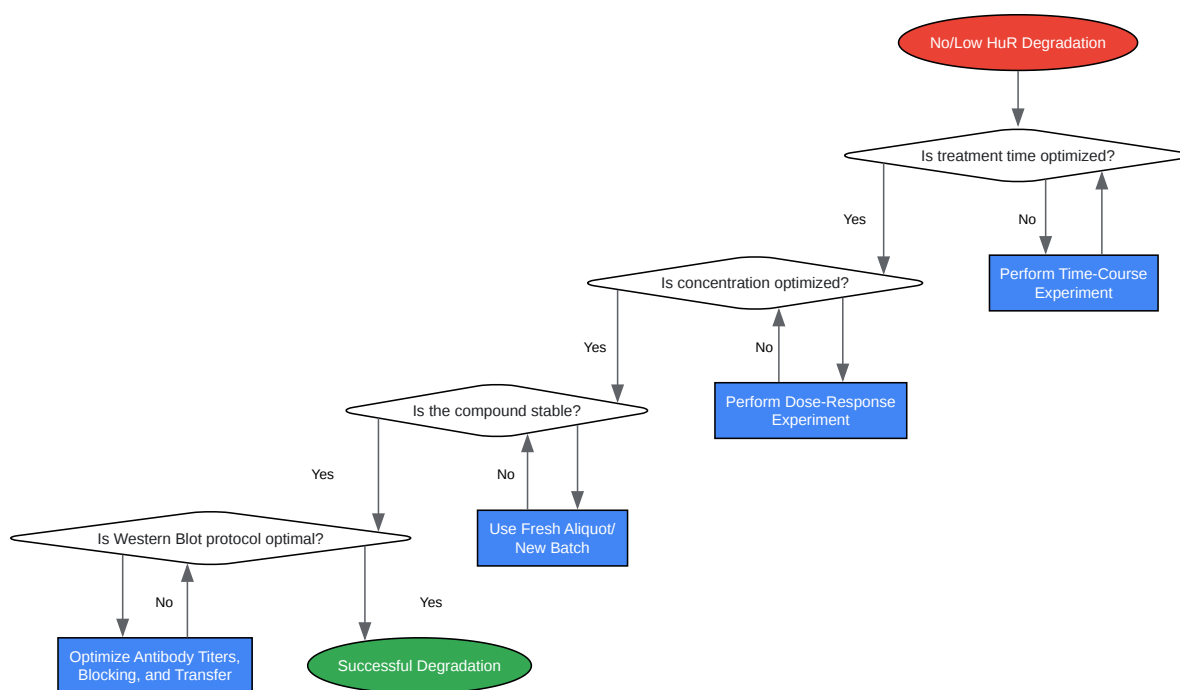 No/Low HuR Degradation
Is treatment time optimized?
Yes
No
Perform Time-Course
Experiment
Is concentration optimized?
Yes
No
Perform Dose-Response
Experiment
Is the compound stable?
Yes
No
Use Fresh Aliquot/
New Batch
Is Western Blot protocol optimal?
No
Yes
Optimize Antibody Titers,
Blocking, and Transfer
Successful Degradation